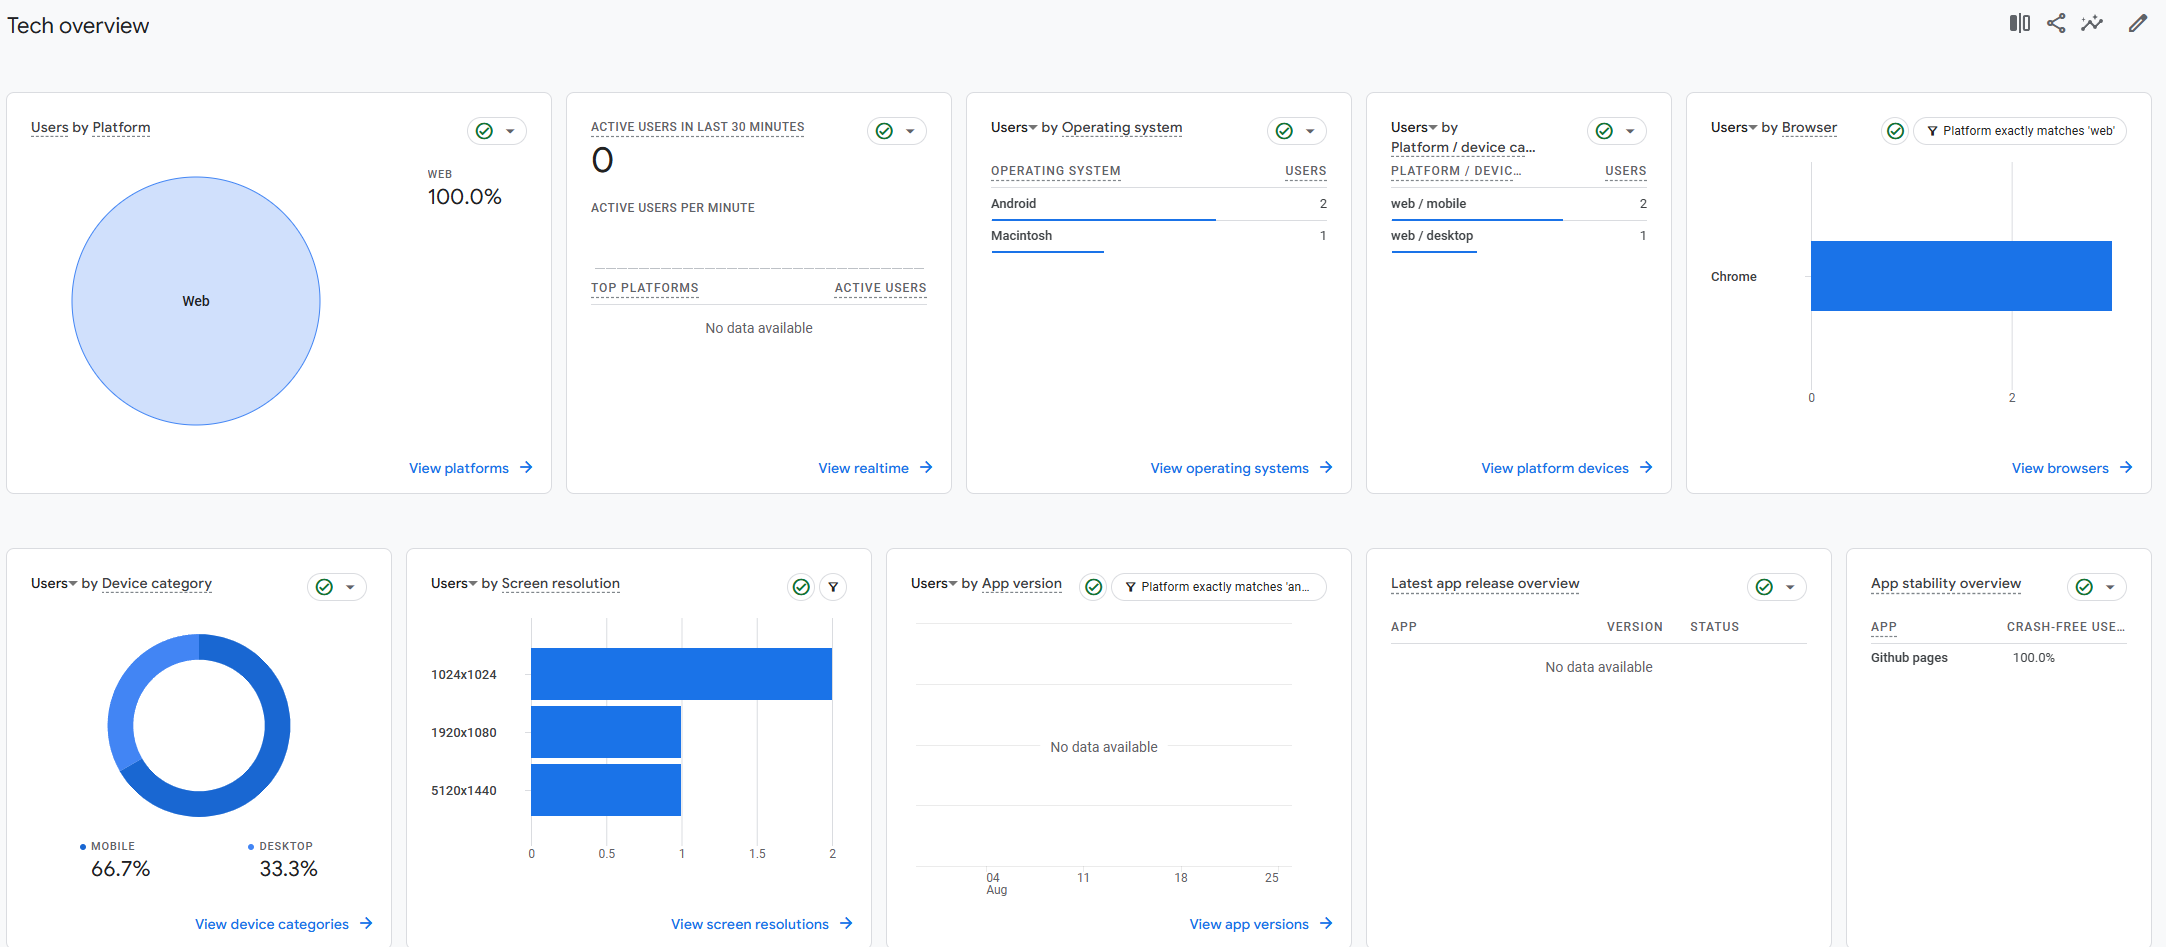 Tech overview
Users by Platform
WEB
100.0%
Web
View platforms
ACTIVE USERS IN LAST 30 MINUTES
0
ACTIVE USERS PER MINUTE
TOP PLATFORMS ACTIVE USERS
No data available
View realtime
Users by Operating system
OPERATING SYSTEM USERS
Android 2
Macintosh 1
View operating systems
Users by
Platform / device ca...
PLATFORM / DEVIC... USERS
web / mobile 2
web / desktop 1
View platform devices
Users by Browser
Platform exactly matches 'web'
Chrome
0 2
View browsers
Users by Device category
MOBILE DESKTOP
66.7% 33.3%
View device categories
Users by Screen resolution
1024x1024
1920x1080
5120x1440
0 0.5 1 1.5 2
View screen resolutions
Users by App version
Platform exactly matches 'an...
No data available
04 11 18 25
Aug
View app versions
Latest app release overview
APP VERSION STATUS
No data available
App stability overview
APP CRASH-FREE USE...
Github pages 100.0%